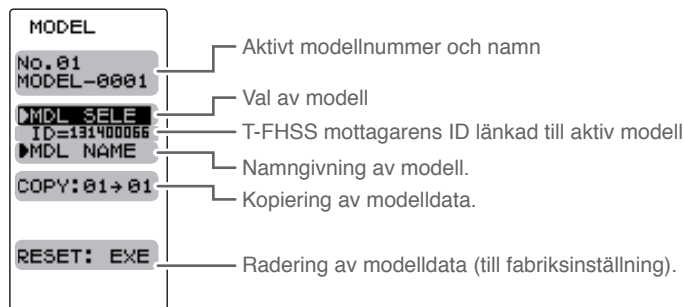 MODEL
No.01
MODEL-0001
Aktivt modellnummer och namn
▶MDL SELE
Val av modell
ID=131400066
T-FHSS mottagarens ID länkad till aktiv modell
▶MDL NAME
Namngivning av modell.
COPY:01→01
Kopiering av modelldata.
RESET: EXE
Radering av modelldata (till fabriksinställning).